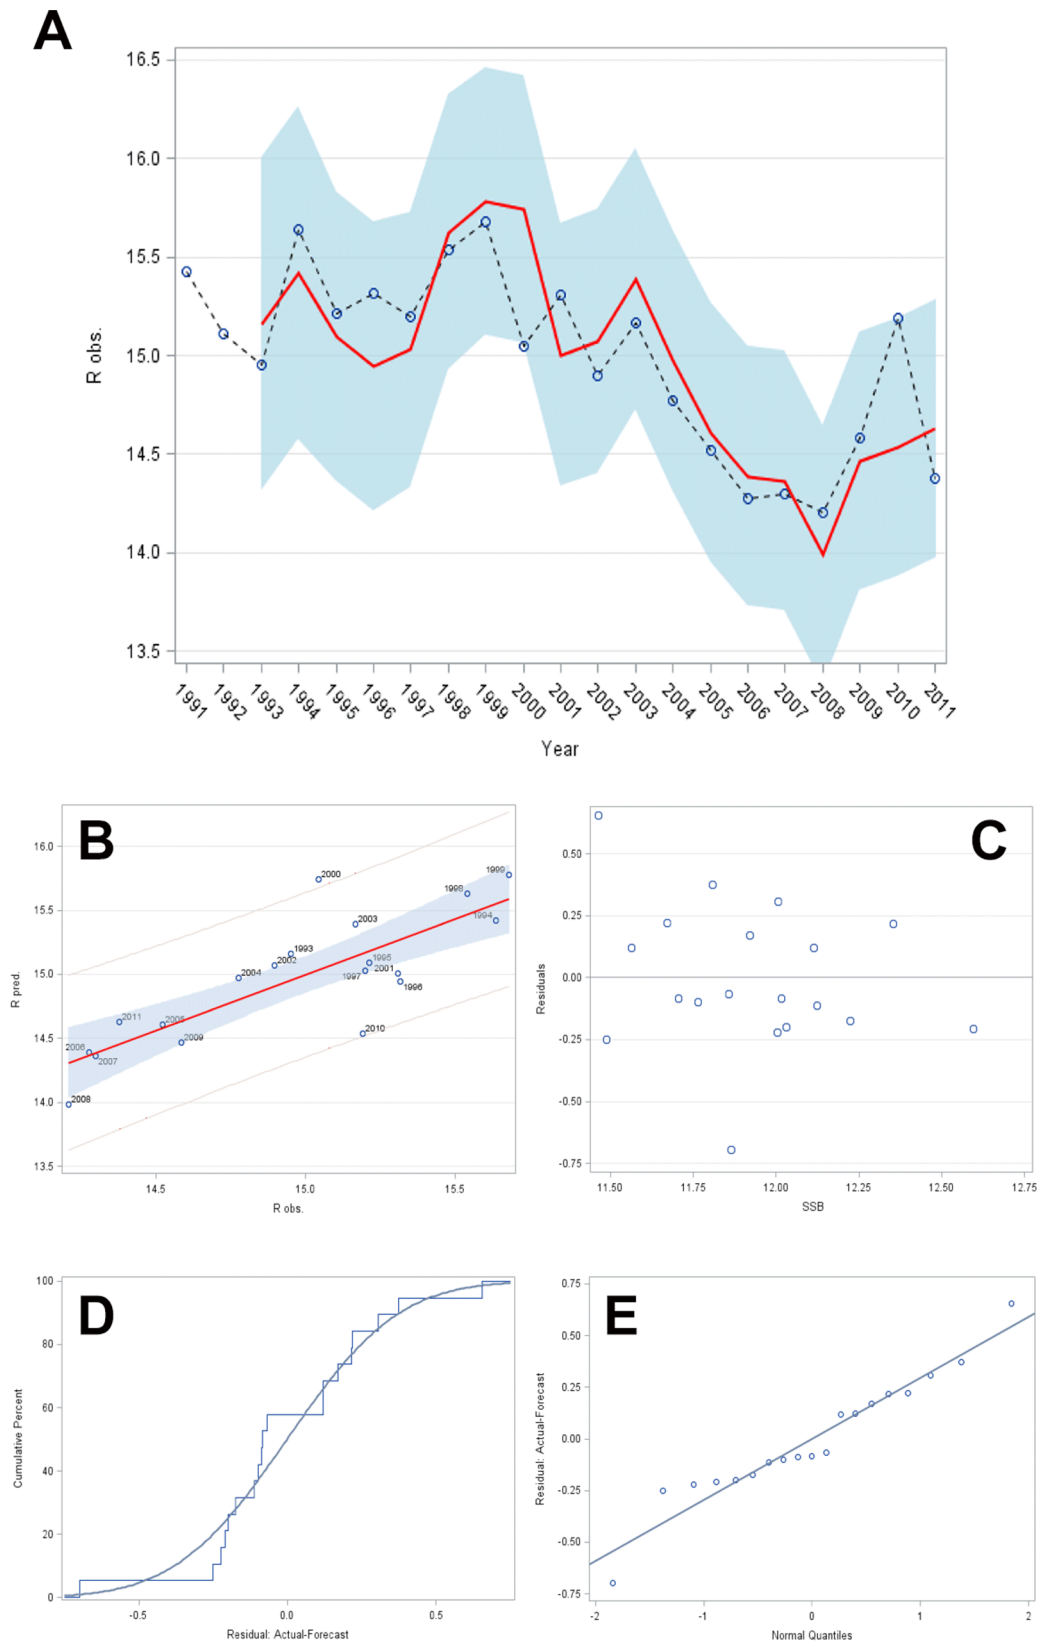 A
16.5
16.0
15.5
15.0
14.5
14.0
13.5
R obs.
1991 1992 1993 1994 1995 1996 1997 1998 1999 2000 2001 2002 2003 2004 2005 2006 2007 2008 2009 2010 2011
Year
B
16.0
15.5
15.0
14.5
14.0
13.5
R pred.
2000
1999
1998
1994
2003
1993
2002
1995
2004
1997
2001
1996
2011
2005
2010
2009
2006
2007
2008
14.5 15.0 15.5
R obs.
C
0.50
0.25
0.00
-0.25
-0.50
-0.75
Residuals
11.50 11.75 12.00 12.25 12.50 12.75
SSB
D
100
80
60
40
20
0
Cumulative Percent
-0.5 0.0 0.5
Residual: Actual-Forecast
E
0.75
0.50
0.25
0.00
-0.25
-0.50
-0.75
Residual: Actual-Forecast
-2 -1 0 1 2
Normal Quantiles